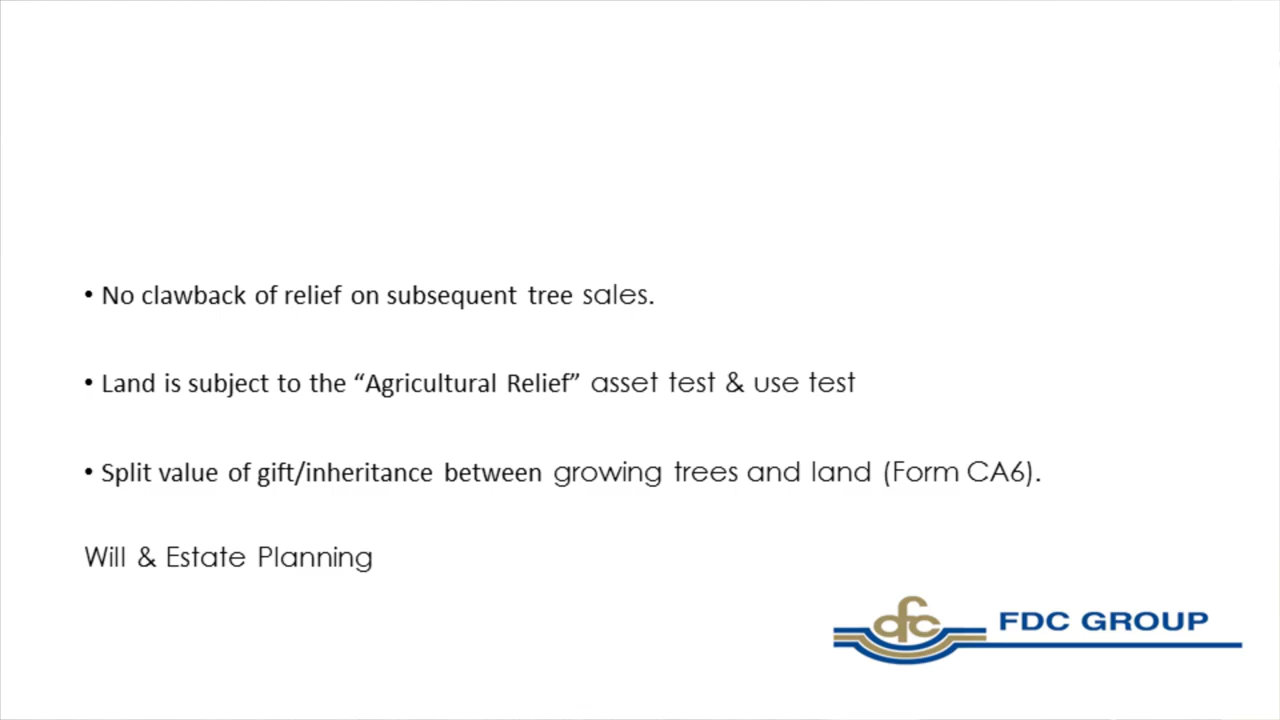 • No clawback of relief on subsequent tree sales.
• Land is subject to the “Agricultural Relief” asset test & use test
• Split value of gift/inheritance between growing trees and land (Form CA6).
Will & Estate Planning
dfc FDC GROUP